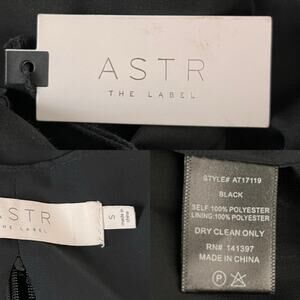 ASTR
THE LABEL
ASTR
THE LABEL
S
made in
china
STYLE# AT17119
BLACK
SELF:100% POLYESTER
LINING:100% POLYESTER
DRY CLEAN ONLY
RN# 141397
MADE IN CHINA